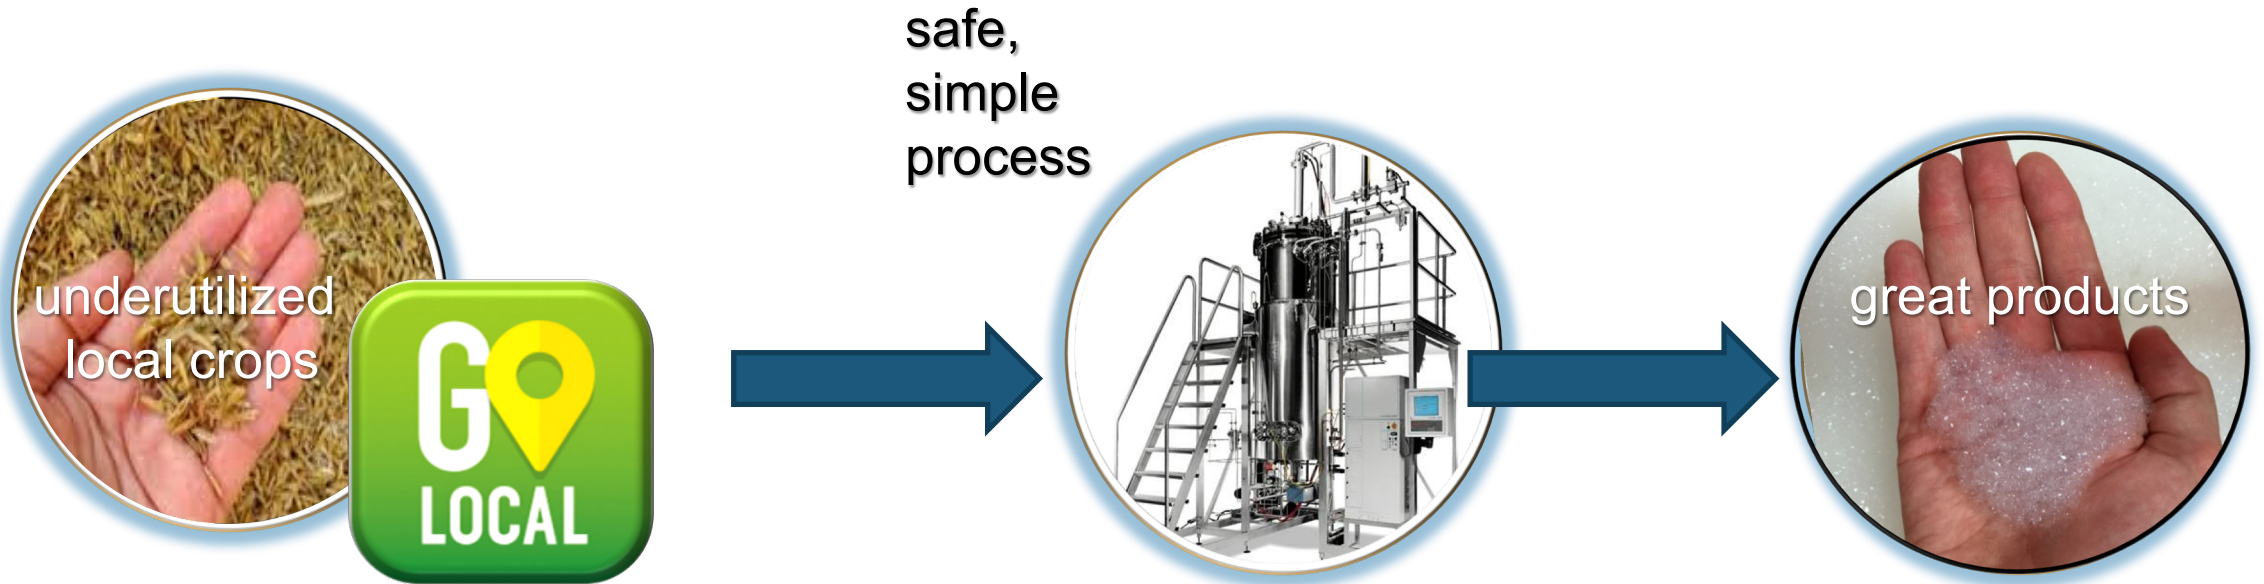 safe,
simple
process
underutilized
local crops
GO
LOCAL
great products